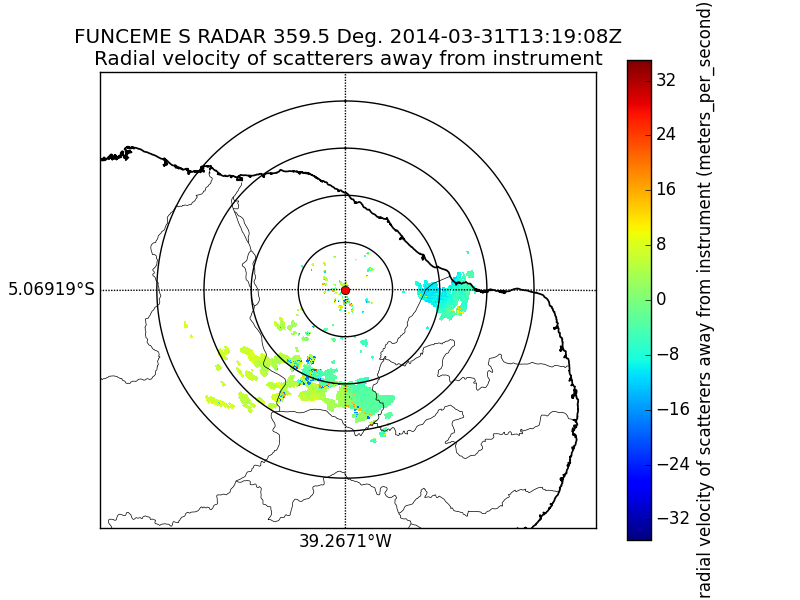 FUNCEME S RADAR 359.5 Deg. 2014-03-31T13:19:08Z
Radial velocity of scatterers away from instrument
5.06919°S
39.2671°W
32
24
16
8
0
−8
−16
−24
−32
radial velocity of scatterers away from instrument (meters_per_second)